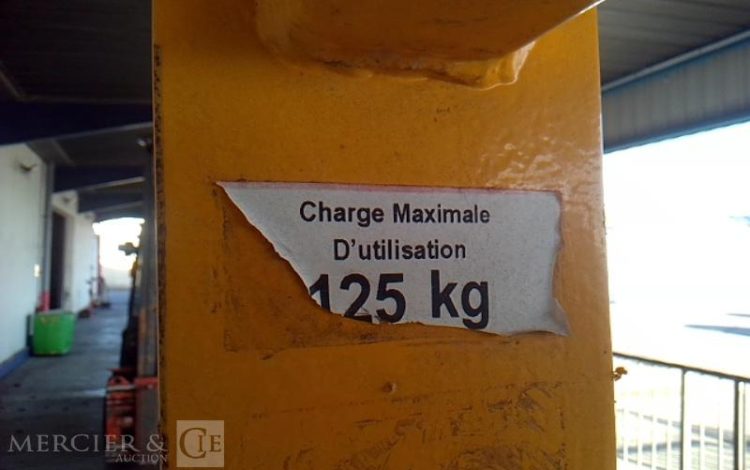 Charge Maximale
D'utilisation
125 kg
MERCIER & CIE
AUCTION